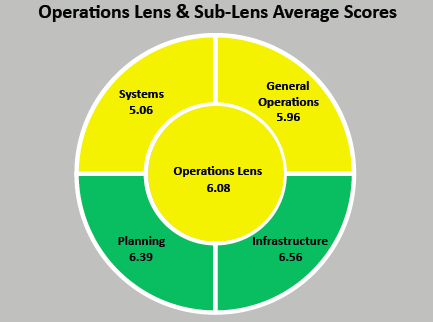 Operations Lens & Sub-Lens Average Scores
Systems
5.06
General
Operations
5.96
Operations Lens
6.08
Planning
6.39
Infrastructure
6.56